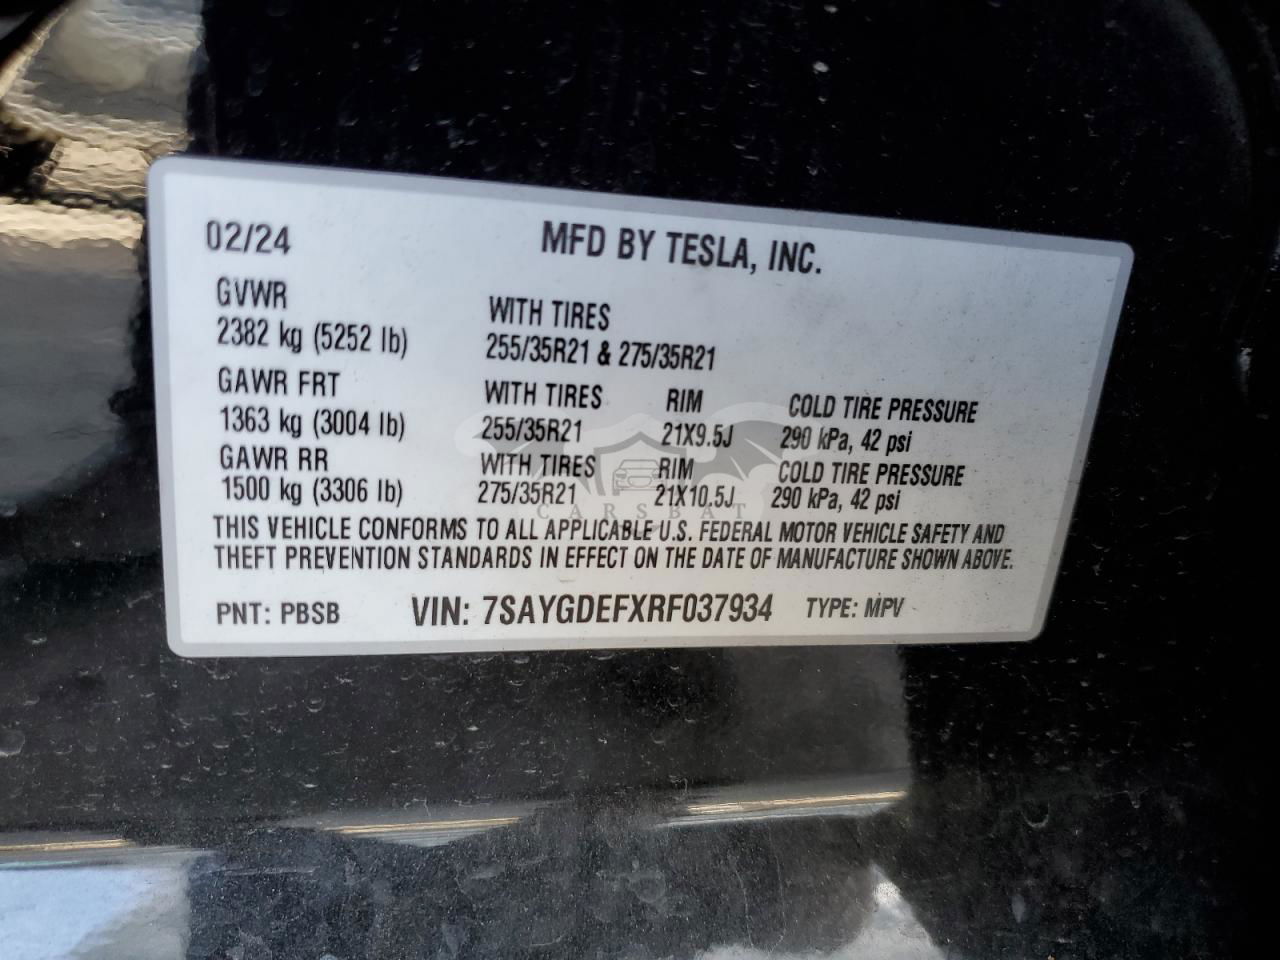 02/24 MFD BY TESLA, INC.
GVWR WITH TIRES
2382 kg (5252 lb) 255/35R21 & 275/35R21
GAWR FRT WITH TIRES RIM COLD TIRE PRESSURE
1363 kg (3004 lb) 255/35R21 21X9.5J 290 kPa, 42 psi
GAWR RR WITH TIRES RIM COLD TIRE PRESSURE
1500 kg (3306 lb) 275/35R21 21X10.5J 290 kPa, 42 psi
CARSBAT
THIS VEHICLE CONFORMS TO ALL APPLICABLE U.S. FEDERAL MOTOR VEHICLE SAFETY AND
THEFT PREVENTION STANDARDS IN EFFECT ON THE DATE OF MANUFACTURE SHOWN ABOVE.
PNT: PBSB VIN: 7SAYGDEFXRF037934 TYPE: MPV